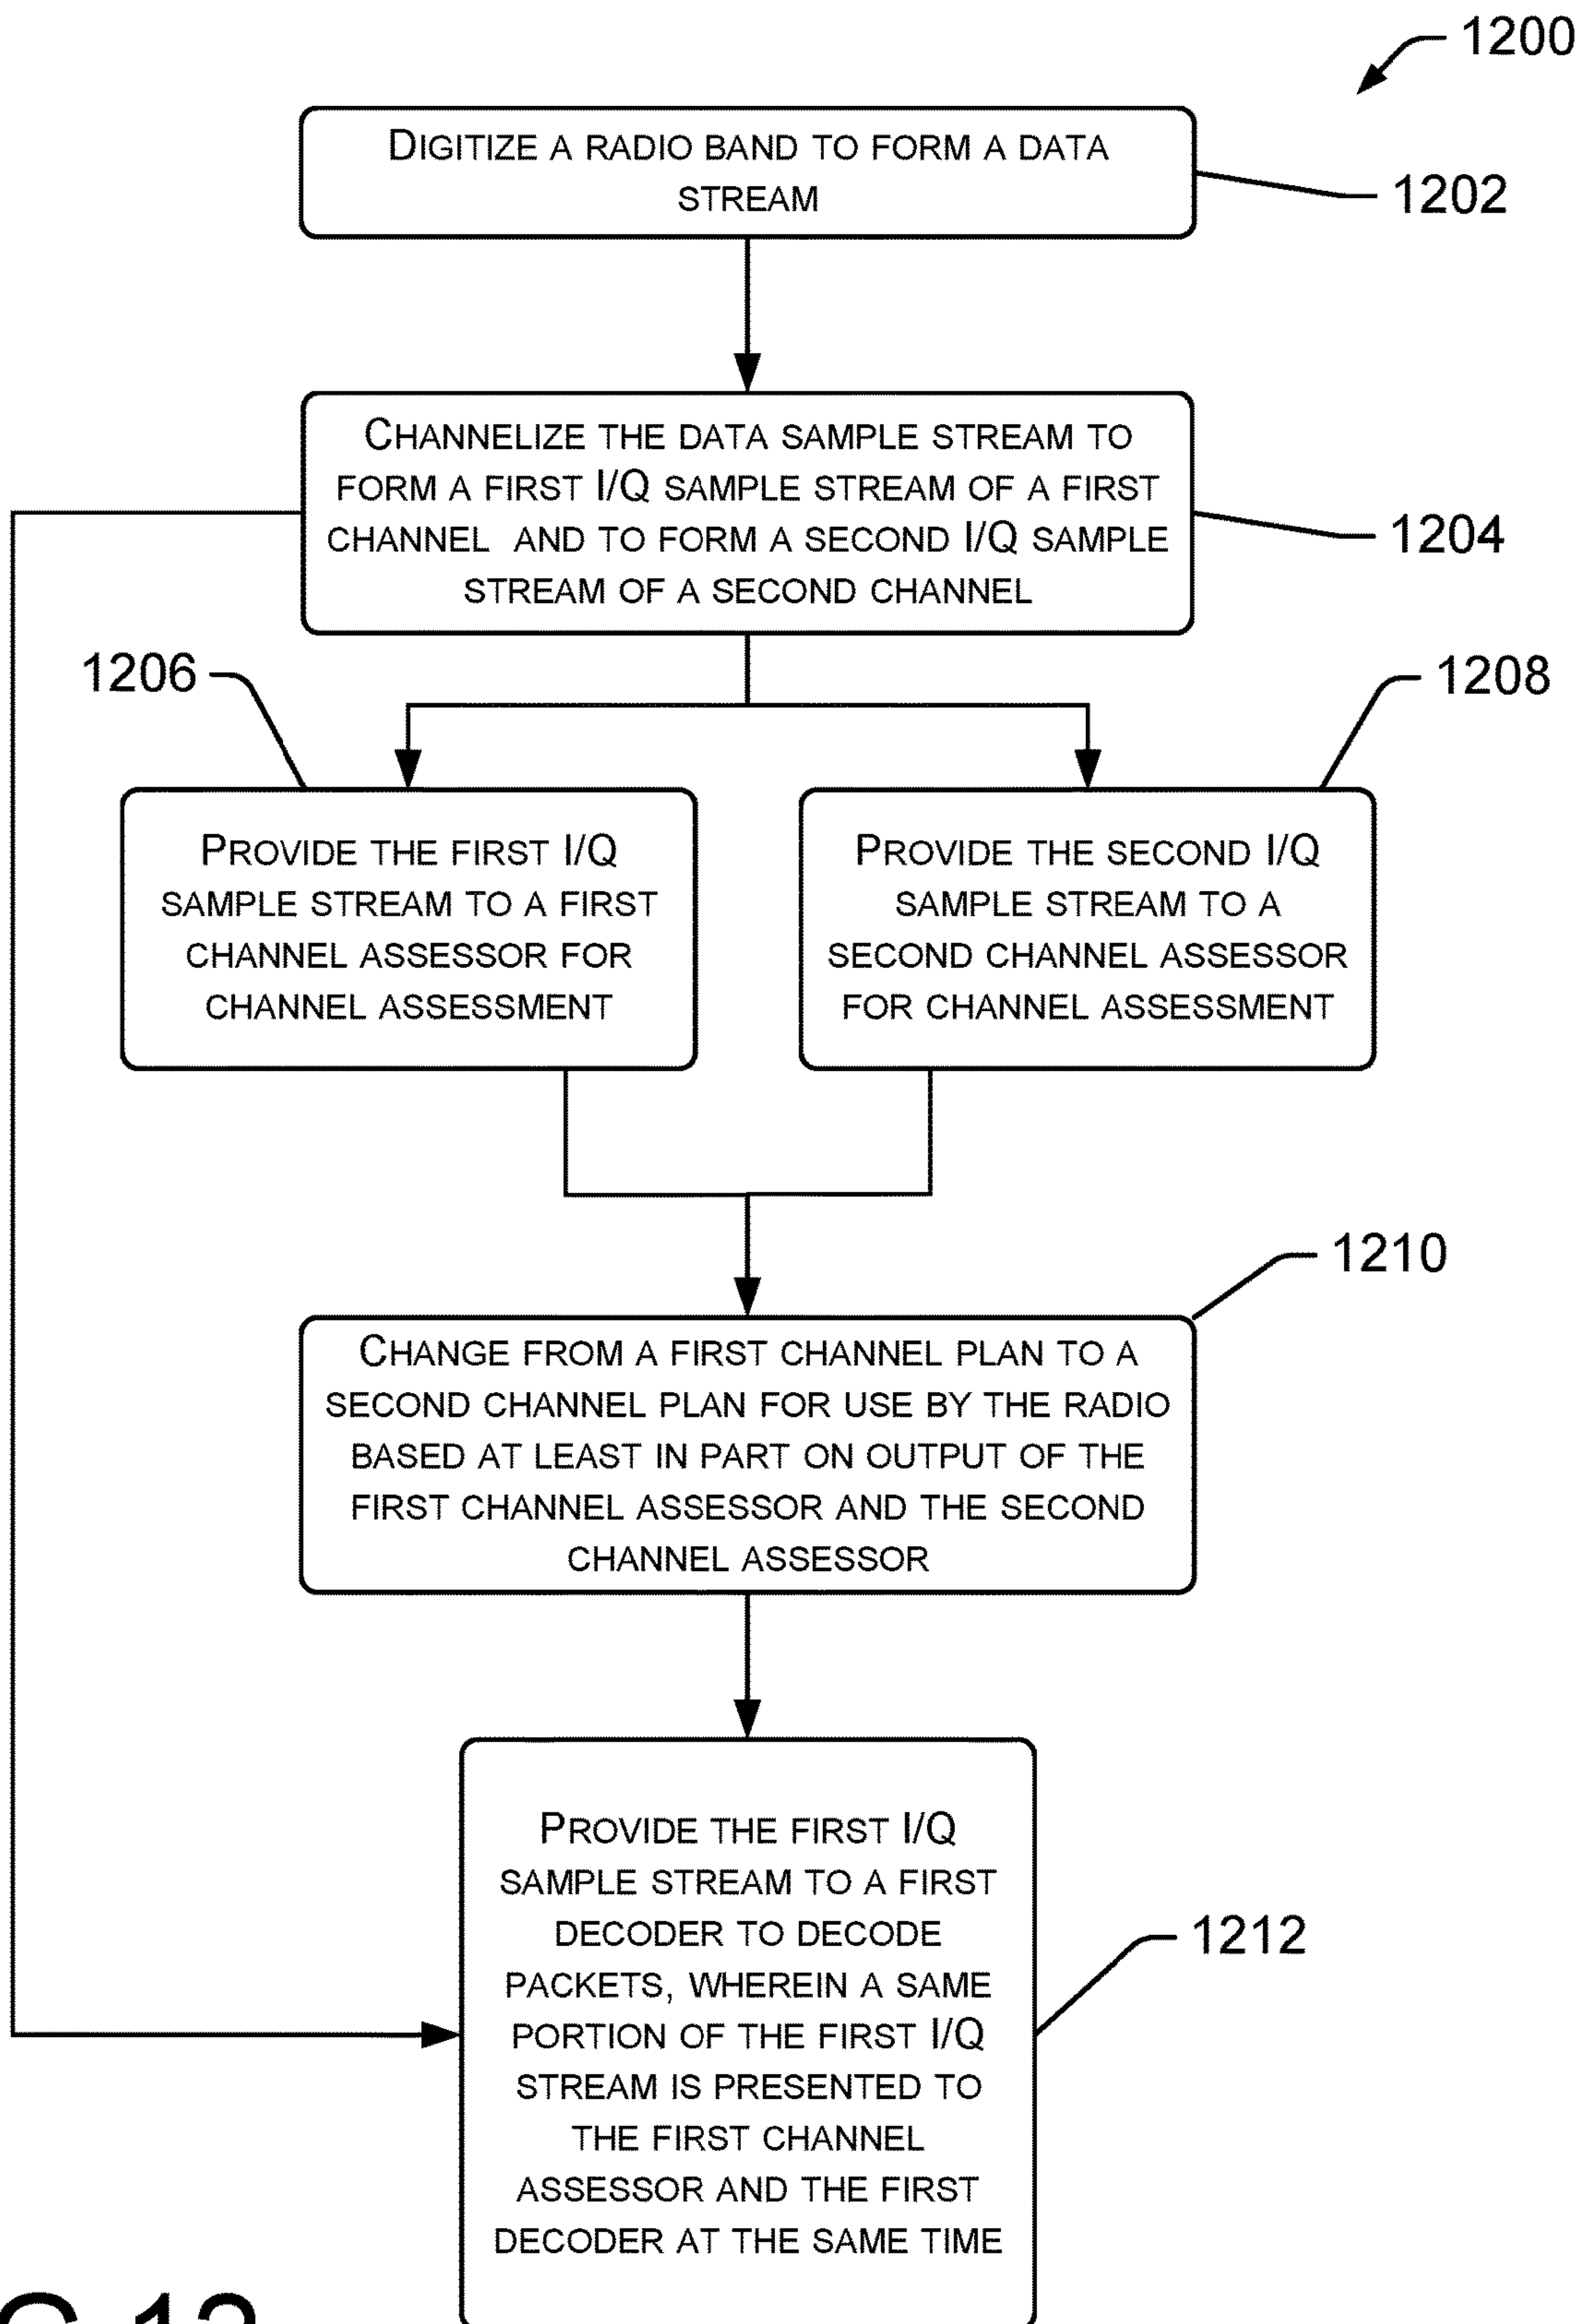 1200
DIGITIZE A RADIO BAND TO FORM A DATA
STREAM
1202
CHANNELIZE THE DATA SAMPLE STREAM TO
FORM A FIRST I/Q SAMPLE STREAM OF A FIRST
CHANNEL AND TO FORM A SECOND I/Q SAMPLE
STREAM OF A SECOND CHANNEL
1204
1206
1208
PROVIDE THE FIRST I/Q
SAMPLE STREAM TO A FIRST
CHANNEL ASSESSOR FOR
CHANNEL ASSESSMENT
PROVIDE THE SECOND I/Q
SAMPLE STREAM TO A
SECOND CHANNEL ASSESSOR
FOR CHANNEL ASSESSMENT
1210
CHANGE FROM A FIRST CHANNEL PLAN TO A
SECOND CHANNEL PLAN FOR USE BY THE RADIO
BASED AT LEAST IN PART ON OUTPUT OF THE
FIRST CHANNEL ASSESSOR AND THE SECOND
CHANNEL ASSESSOR
PROVIDE THE FIRST I/Q
SAMPLE STREAM TO A FIRST
DECODER TO DECODE
PACKETS, WHEREIN A SAME
PORTION OF THE FIRST I/Q
STREAM IS PRESENTED TO
THE FIRST CHANNEL
ASSESSOR AND THE FIRST
DECODER AT THE SAME TIME
1212